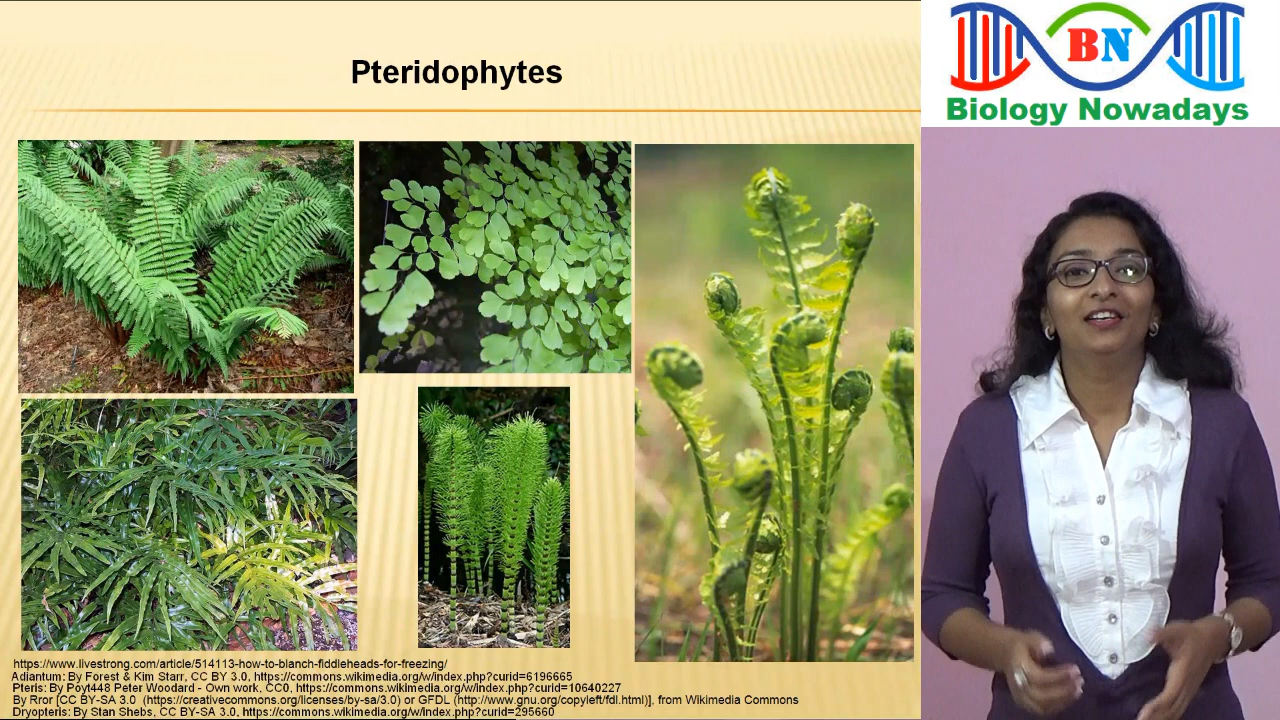 Pteridophytes
BN
Biology Nowadays
https://www.livestrong.com/article/514113-how-to-blanch-fiddleheads-for-freezing/
Adiantum: By Forest & Kim Starr, CC BY 3.0, https://commons.wikimedia.org/w/index.php?curid=6196665
Pteris: By Poyt448 Peter Woodard - Own work, CC0, https://commons.wikimedia.org/w/index.php?curid=10640227
By Rror [CC BY-SA 3.0  (https://creativecommons.org/licenses/by-sa/3.0) or GFDL (http://www.gnu.org/copyleft/fdl.html)], from Wikimedia Commons
Dryopteris: By Stan Shebs, CC BY-SA 3.0, https://commons.wikimedia.org/w/index.php?curid=295660